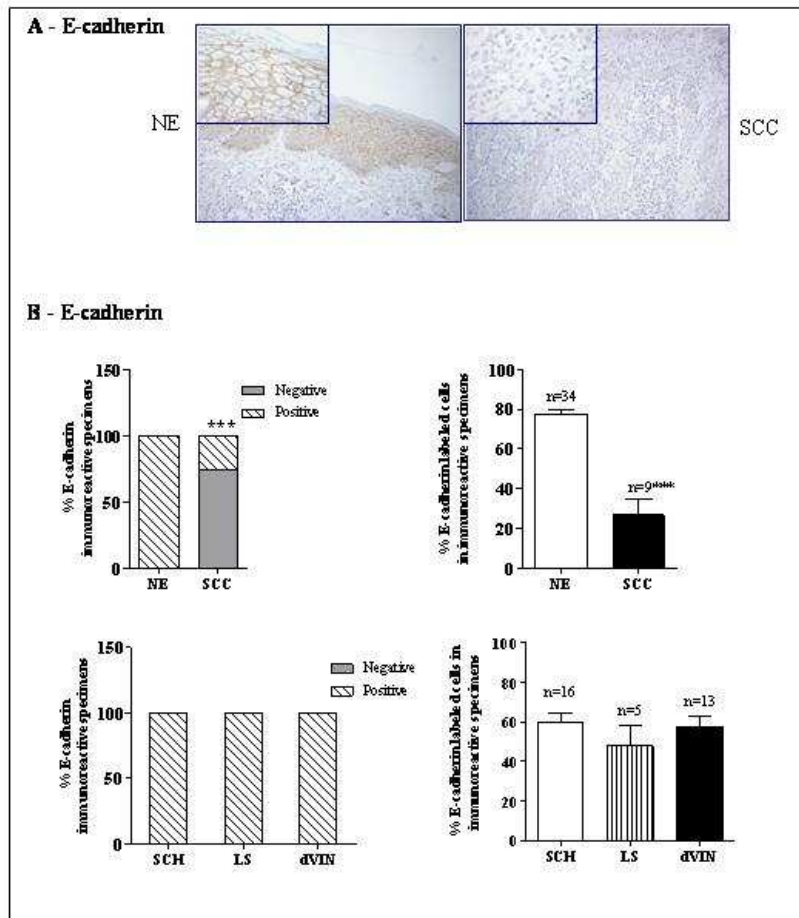 A - E-cadherin
NE
SCC
B - E-cadherin
% E-cadherin
immunoreactive specimens
150
100
50
0
***
NE
SCC
Negative
Positive
% E-cadherin labeled cells
in immunoreactive specimens
100
80
60
40
20
0
n=34
n=9****
NE
SCC
% E-cadherin
immunoreactive specimens
150
100
50
0
SCH
LS
dVIN
Negative
Positive
% E-cadherin labeled cells in
immunoreactive specimens
100
80
60
40
20
0
n=16
n=5
n=13
SCH
LS
dVIN